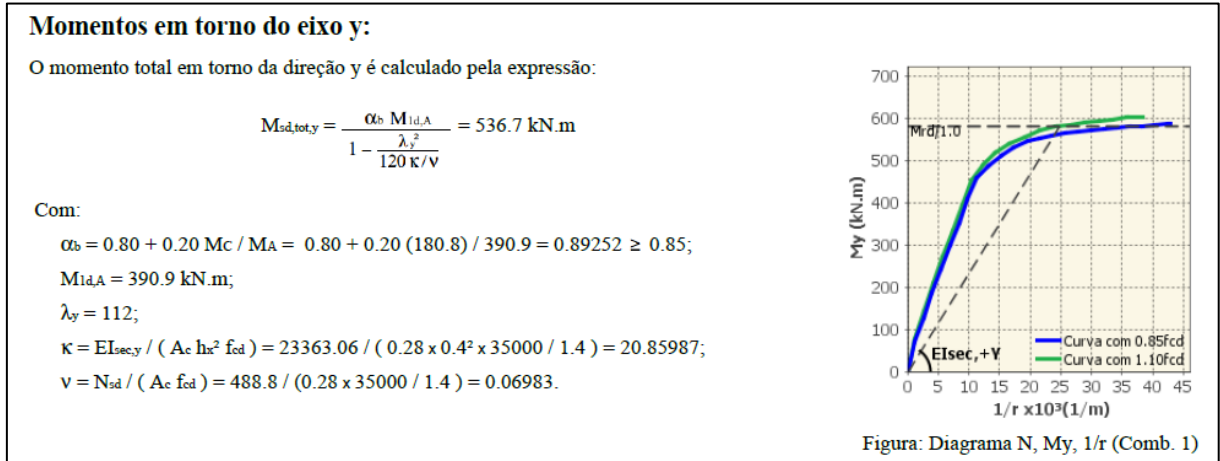 Momentos em torno do eixo y:
O momento total em torno da direção y é calculado pela expressão:
Msd,tot,y = αb M1d,A / (1 − λy² / (120 κ/ν)) = 536.7 kN.m
Com:
αb = 0.80 + 0.20 MC / MA = 0.80 + 0.20 (180.8) / 390.9 = 0.89252 ≥ 0.85;
M1d,A = 390.9 kN.m;
λy = 112;
κ = EIsec,y / ( Ac hx² fcd ) = 23363.06 / ( 0.28 x 0.4² x 35000 / 1.4 ) = 20.85987;
ν = Nsd / ( Ac fcd ) = 488.8 / (0.28 x 35000 / 1.4 ) = 0.06983.
My (kN.m)
700
600
500
400
300
200
100
0
Mrd/1.0
EIsec,+Y
Curva com 0.85fcd
Curva com 1.10fcd
0 5 10 15 20 25 30 35 40 45
1/r x10³(1/m)
Figura: Diagrama N, My, 1/r (Comb. 1)